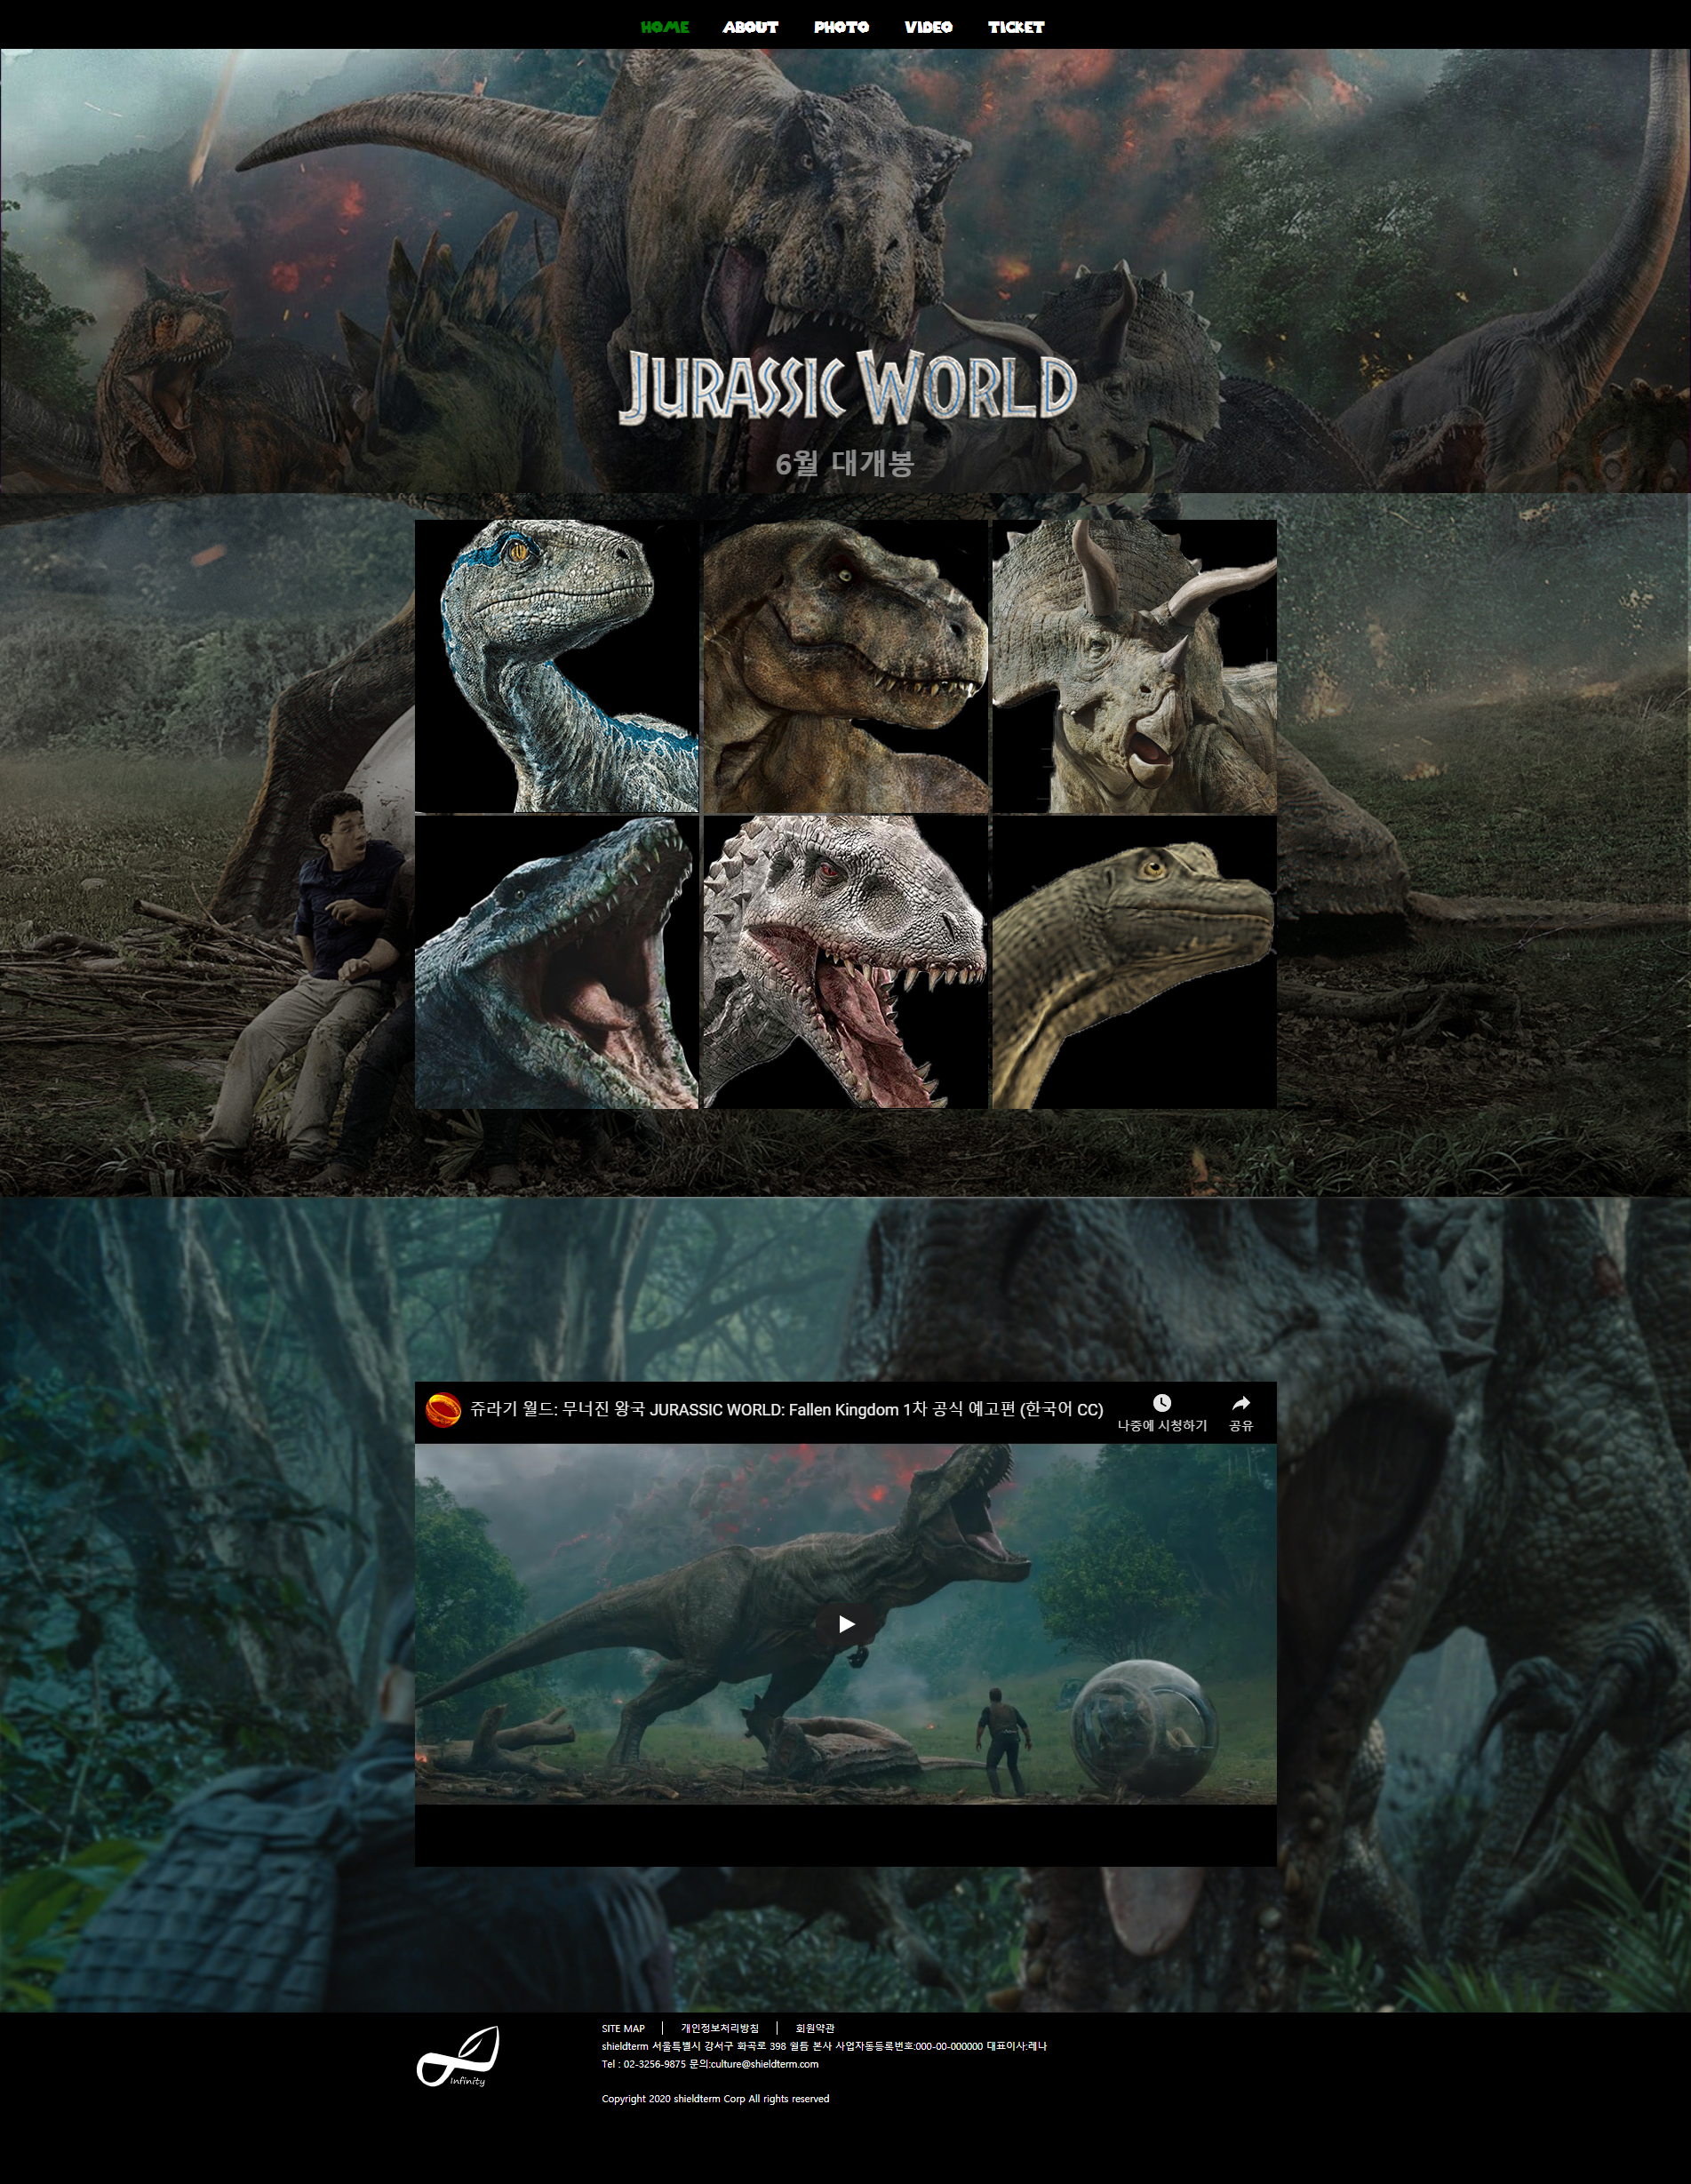 HOME ABOUT PHOTO VIDEO TICKET
JURASSIC WORLD
6월 대개봉
쥬라기 월드: 무너진 왕국 JURASSIC WORLD: Fallen Kingdom 1차 공식 예고편 (한국어 CC)
나중에 시청하기 공유
SITE MAP | 개인정보처리방침 | 회원약관
shieldterm 서울특별시 강서구 화곡로 398 월듬 본사 사업자동등록번호:000-00-000000 대표이사:레나
Tel : 02-3256-9875 문의:culture@shieldterm.com
Infinity
Copyright 2020 shieldterm Corp All rights reserved